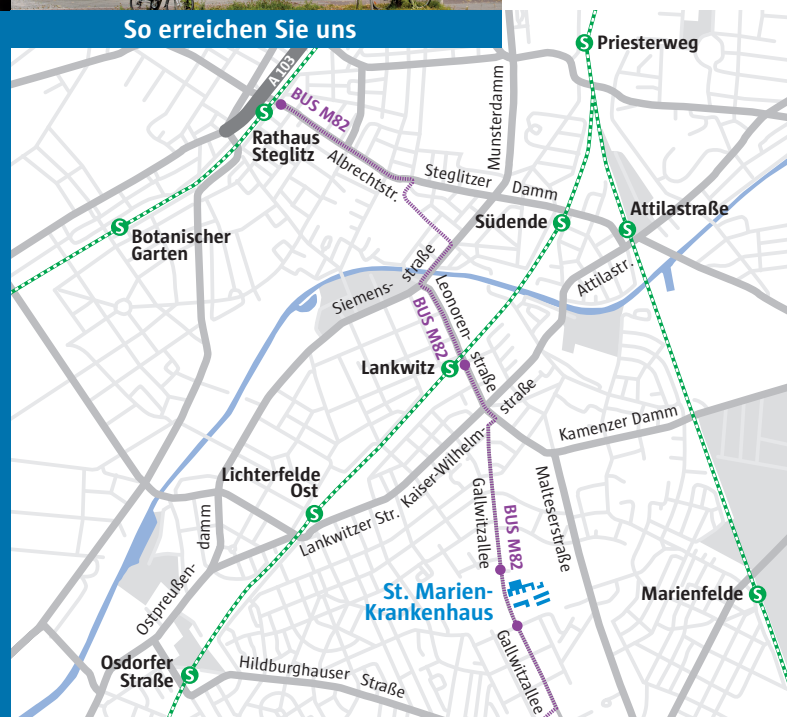 So erreichen Sie uns
A 103
Priesterweg
BUS M82
Rathaus
Steglitz
Munsterdamm
Albrechtstr.
Steglitzer Damm
Südende
Attilastraße
Botanischer
Garten
Siemens-
straße
Attilastr.
Leonoren-
straße
BUS M82
Lankwitz
Kaiser-Wilhelm-
straße
Kamenzer Damm
Lichterfelde
Ost
Lankwitzer Str.
Malteserstraße
Gallwitzallee
BUS M82
Ostpreußen-
damm
St. Marien-
Krankenhaus
Marienfelde
Gallwitzallee
Osdorfer
Straße
Hildburghauser Straße
S
S
S
S
S
S
S
S
S